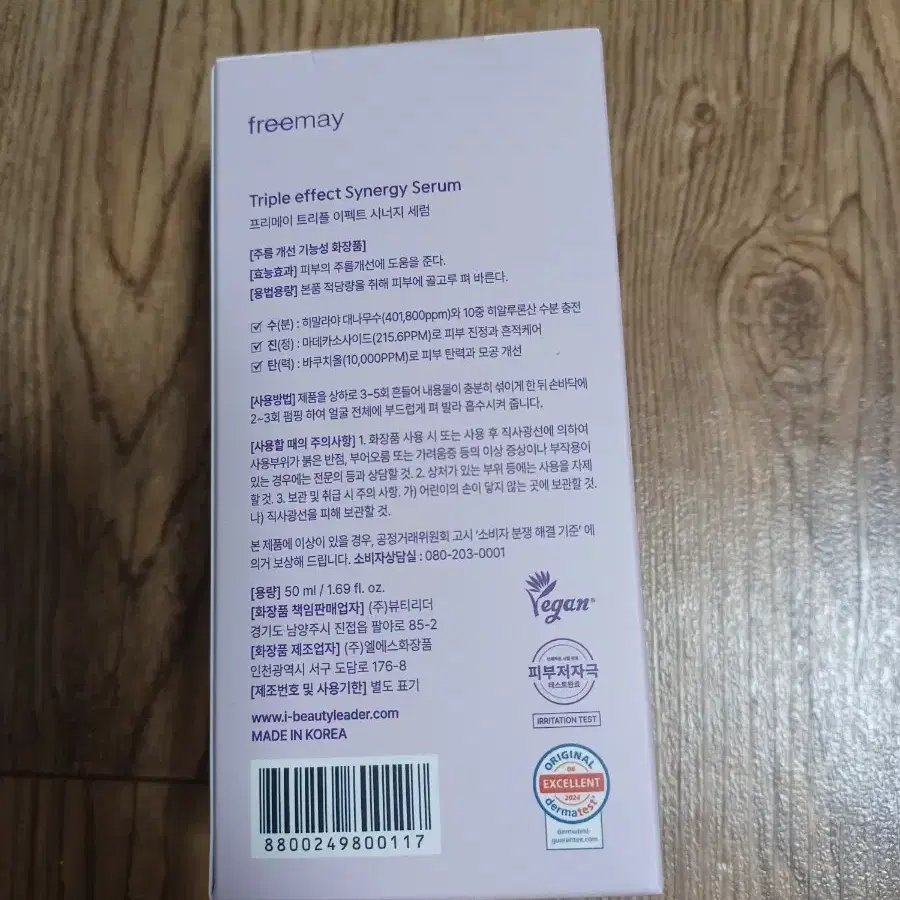 freemay
Triple effect Synergy Serum
프리메이 트리플 이펙트 시너지 세럼
[주름 개선 기능성 화장품]
[효능효과] 피부의 주름개선에 도움을 준다.
[용법용량] 본품 적당량을 취해 피부에 골고루 펴 바른다.
수(분) : 히말라야 대나무수(401,800ppm)와 10중 히알루론산 수분 충전
진(정) : 마데카소사이드(215.6PPM)로 피부 진정과 흔적케어
탄(력) : 바쿠치올(10,000PPM)로 피부 탄력과 모공 개선
[사용방법] 제품을 상하로 3~5회 흔들어 내용물이 충분히 섞이게 한 뒤 손바닥에
2~3회 펌핑 하여 얼굴 전체에 부드럽게 펴 발라 흡수시켜 줍니다.
[사용할 때의 주의사항] 1. 화장품 사용 시 또는 사용 후 직사광선에 의하여
사용부위가 붉은 반점, 부어오름 또는 가려움증 등의 이상 증상이나 부작용이
있는 경우에는 전문의 등과 상담할 것. 2. 상처가 있는 부위 등에는 사용을 자제
할 것. 3. 보관 및 취급 시 주의 사항. 가) 어린이의 손이 닿지 않는 곳에 보관할 것.
나) 직사광선을 피해 보관할 것.
본 제품에 이상이 있을 경우, 공정거래위원회 고시 '소비자 분쟁 해결 기준' 에
의거 보상해 드립니다. 소비자상담실 : 080-203-0001
[용량] 50 ml / 1.69 fl. oz.
[화장품 책임판매업자] (주)뷰티리더
경기도 남양주시 진접읍 팔야로 85-2
[화장품 제조업자] (주)엘에스화장품
인천광역시 서구 도담로 176-8
[제조번호 및 사용기한] 별도 표기
www.i-beautyleader.com
MADE IN KOREA
8800249800117
Vegan
피부저자극
테스트완료
IRRITATION TEST
ORIGINAL
06
EXCELLENT
2024
dermatest
dermatest-
guarantee.com